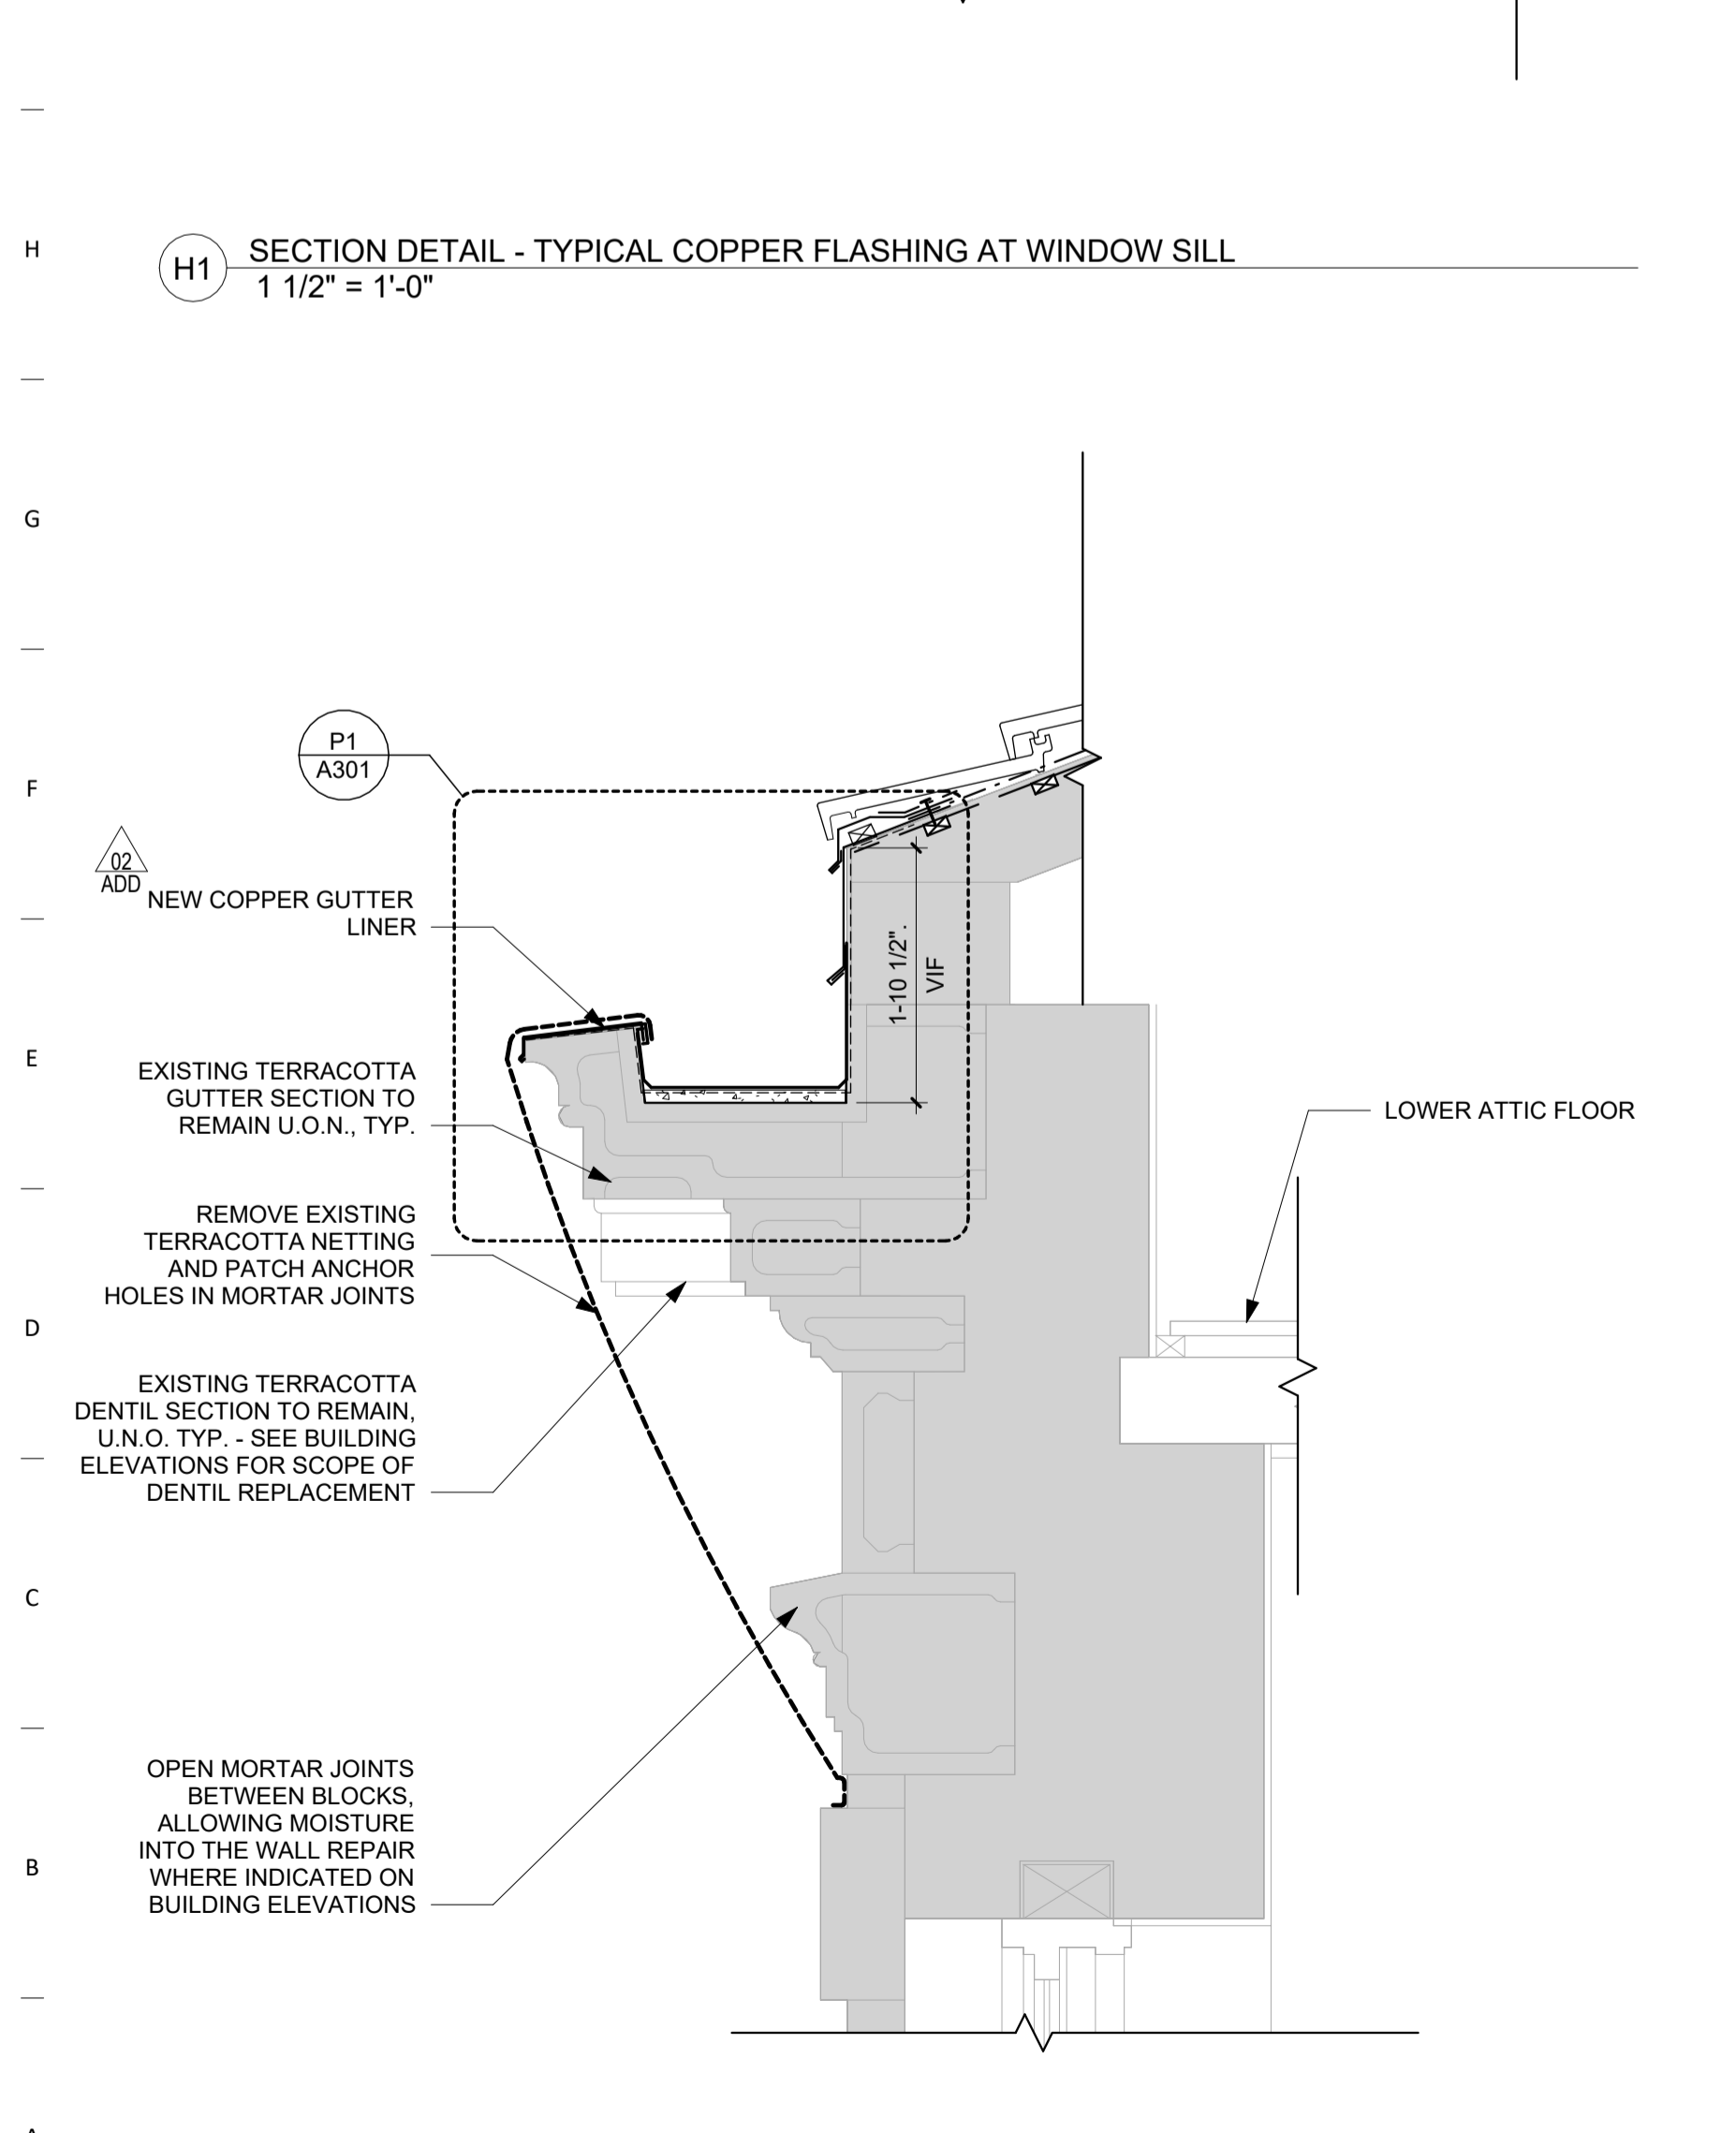 H
H1
SECTION DETAIL - TYPICAL COPPER FLASHING AT WINDOW SILL
1 1/2" = 1'-0"
G
P1
A301
F
02
ADD
NEW COPPER GUTTER
LINER
1-10 1/2".
VIF
E
EXISTING TERRACOTTA
GUTTER SECTION TO
REMAIN U.O.N., TYP.
LOWER ATTIC FLOOR
REMOVE EXISTING
TERRACOTTA NETTING
AND PATCH ANCHOR
HOLES IN MORTAR JOINTS
D
EXISTING TERRACOTTA
DENTIL SECTION TO REMAIN,
U.N.O. TYP. - SEE BUILDING
ELEVATIONS FOR SCOPE OF
DENTIL REPLACEMENT
C
OPEN MORTAR JOINTS
BETWEEN BLOCKS,
ALLOWING MOISTURE
INTO THE WALL REPAIR
WHERE INDICATED ON
BUILDING ELEVATIONS
B